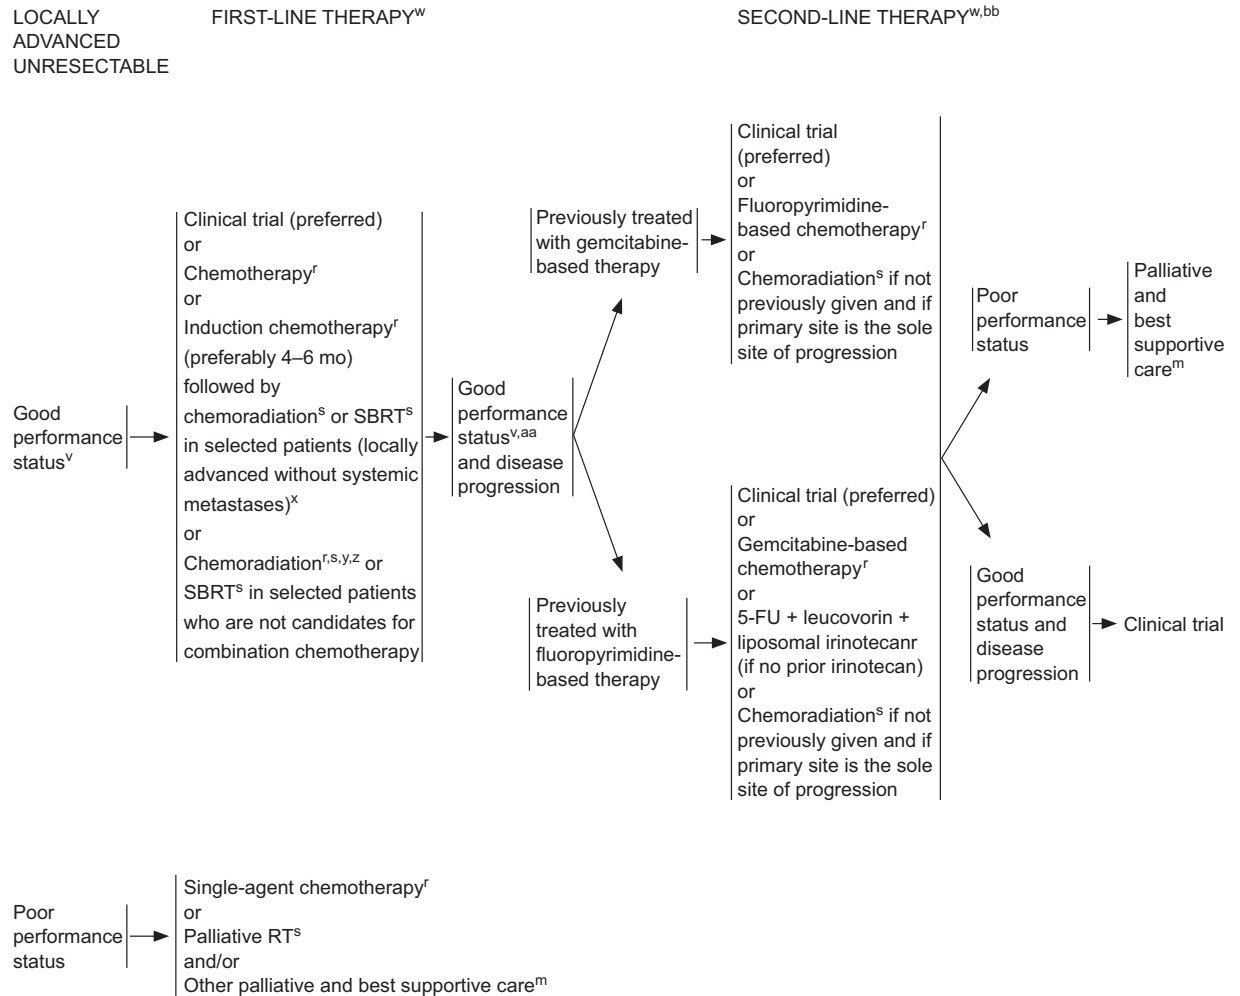 LOCALLY
ADVANCED
UNRESECTABLE
FIRST-LINE THERAPYw
SECOND-LINE THERAPYw,bb
Good
performance
statusv
Clinical trial (preferred)
or
Chemotherapyr
or
Induction chemotherapyr
(preferably 4–6 mo)
followed by
chemoradiations or SBRTs
in selected patients (locally
advanced without systemic
metastases)x
or
Chemoradiationr,s,y,z or
SBRTs in selected patients
who are not candidates for
combination chemotherapy
Good
performance
statusv,aa
and disease
progression
Previously treated
with gemcitabine-
based therapy
Clinical trial
(preferred)
or
Fluoropyrimidine-
based chemotherapyr
or
Chemoradiations if not
previously given and if
primary site is the sole
site of progression
Previously
treated with
fluoropyrimidine-
based therapy
Clinical trial (preferred)
or
Gemcitabine-based
chemotherapyr
or
5-FU + leucovorin +
liposomal irinotecanr
(if no prior irinotecan)
or
Chemoradiations if not
previously given and if
primary site is the sole
site of progression
Poor
performance
status
Palliative
and
best
supportive
carem
Good
performance
status and
disease
progression
Clinical trial
Poor
performance
status
Single-agent chemotherapyr
or
Palliative RTs
and/or
Other palliative and best supportive carem